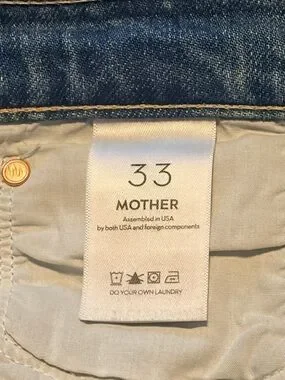 33
MOTHER
Assembled in USA
by both USA and foreign components
DO YOUR OWN LAUNDRY